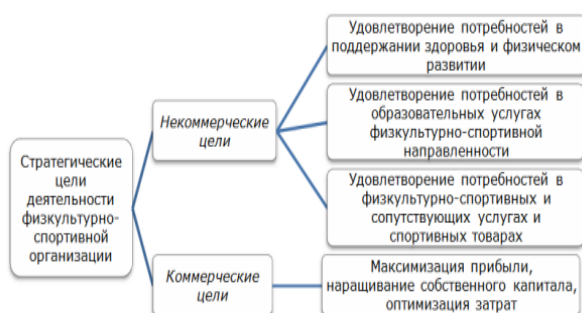 Стратегические
цели
деятельности
физкультурно-
спортивной
организации
Некоммерческие
цели
Удовлетворение потребностей в
поддержании здоровья и физическом
развитии
Удовлетворение потребностей в
образовательных услугах
физкультурно-спортивной
направленности
Удовлетворение потребностей в
физкультурно-спортивных и
сопутствующих услугах и
спортивных товарах
Коммерческие
цели
Максимизация прибыли,
наращивание собственного капитала,
оптимизация затрат